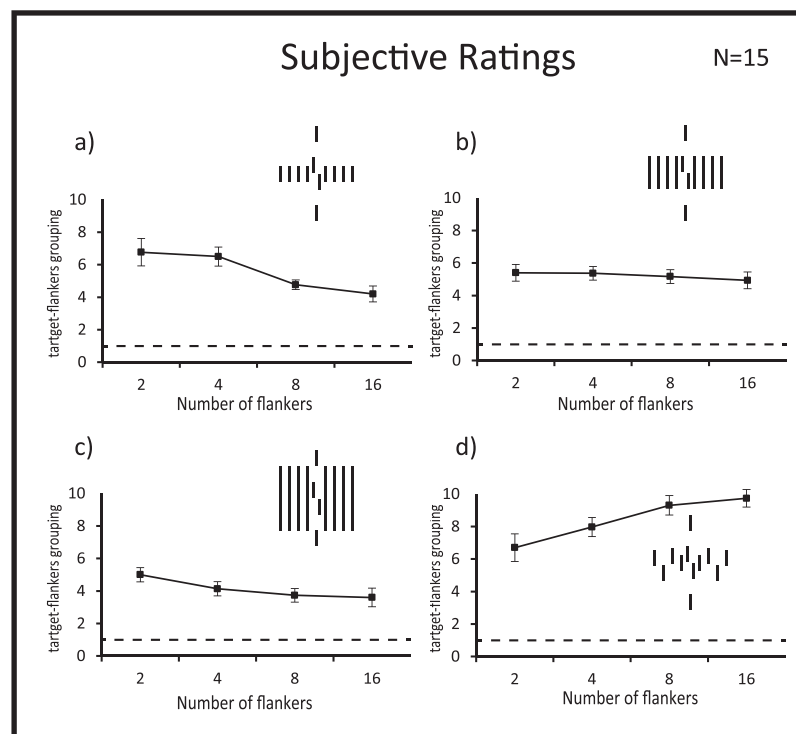 Subjective Ratings
N=15
a)
tartget-flankers grouping
10
8
6
4
2
0
2 4 8 16
Number of flankers
b)
tartget-flankers grouping
10
8
6
4
2
0
2 4 8 16
Number of flankers
c)
tartget-flankers grouping
10
8
6
4
2
0
2 4 8 16
Number of flankers
d)
tartget-flankers grouping
10
8
6
4
2
0
2 4 8 16
Number of flankers